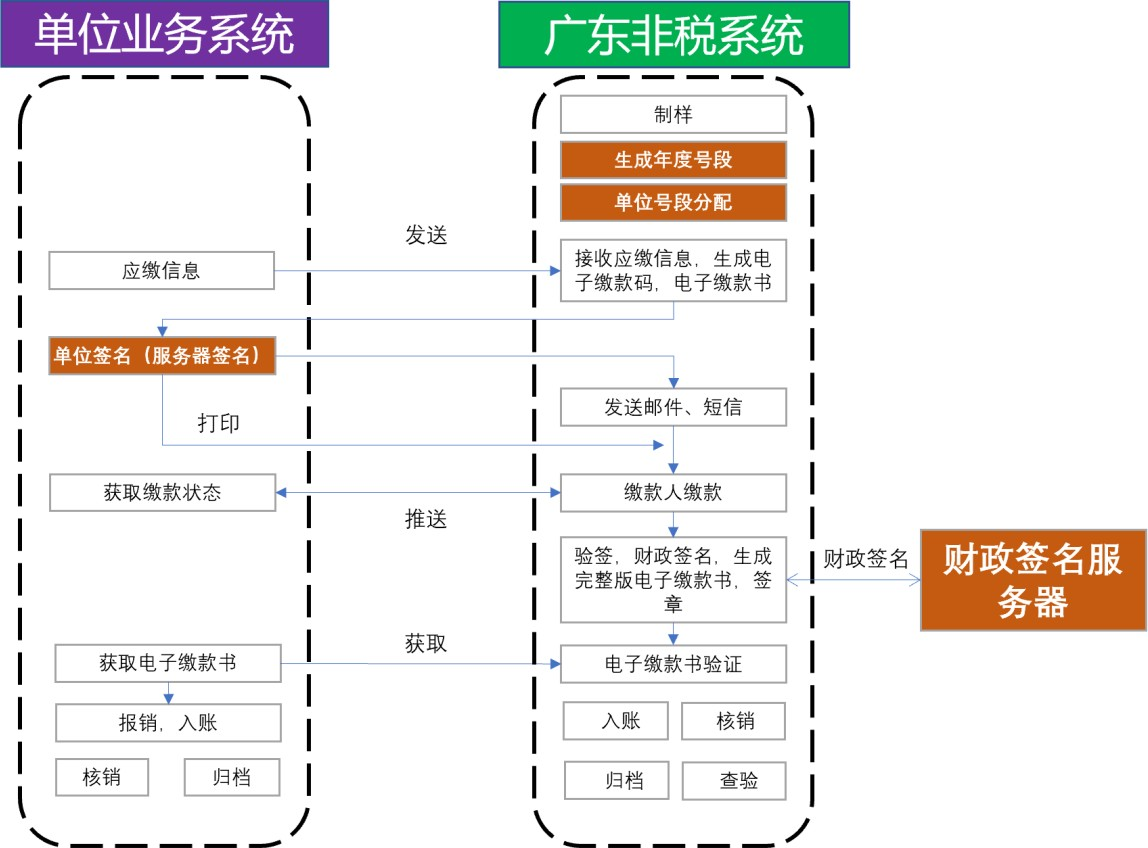 单位业务系统
广东非税系统
制样
生成年度号段
单位号段分配
发送
应缴信息
接收应缴信息，生成电
子缴款码，电子缴款书
单位签名（服务器签名）
发送邮件、短信
打印
获取缴款状态
缴款人缴款
推送
验签，财政签名，生成
完整版电子缴款书，签
章
财政签名
财政签名服
务器
获取
获取电子缴款书
电子缴款书验证
报销，入账
入账
核销
核销
归档
归档
查验